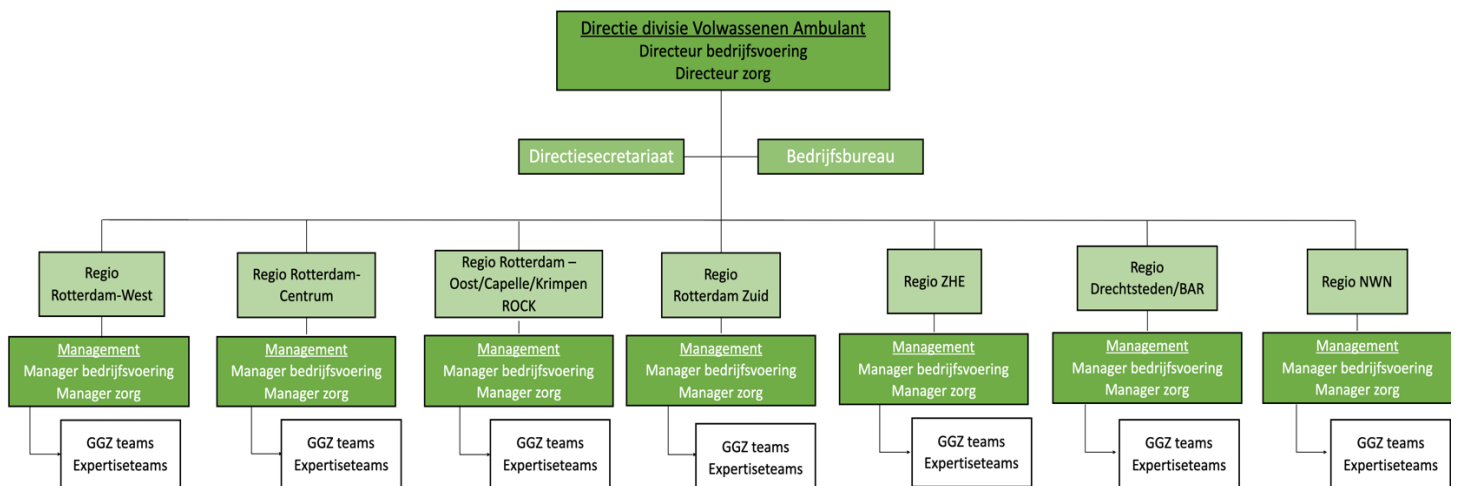 Directie divisie Volwassenen Ambulant
Directeur bedrijfsvoering
Directeur zorg
Directiesecretariaat
Bedrijfsbureau
Regio
Rotterdam-West
Regio Rotterdam-
Centrum
Regio Rotterdam –
Oost/Capelle/Krimpen
ROCK
Regio
Rotterdam Zuid
Regio ZHE
Regio
Drechtsteden/BAR
Regio NWN
Management
Manager bedrijfsvoering
Manager zorg
Management
Manager bedrijfsvoering
Manager zorg
Management
Manager bedrijfsvoering
Manager zorg
Management
Manager bedrijfsvoering
Manager zorg
Management
Manager bedrijfsvoering
Manager zorg
Management
Manager bedrijfsvoering
Manager zorg
Management
Manager bedrijfsvoering
Manager zorg
GGZ teams
Expertiseteams
GGZ teams
Expertiseteams
GGZ teams
Expertiseteams
GGZ teams
Expertiseteams
GGZ teams
Expertiseteams
GGZ teams
Expertiseteams
GGZ teams
Expertiseteams